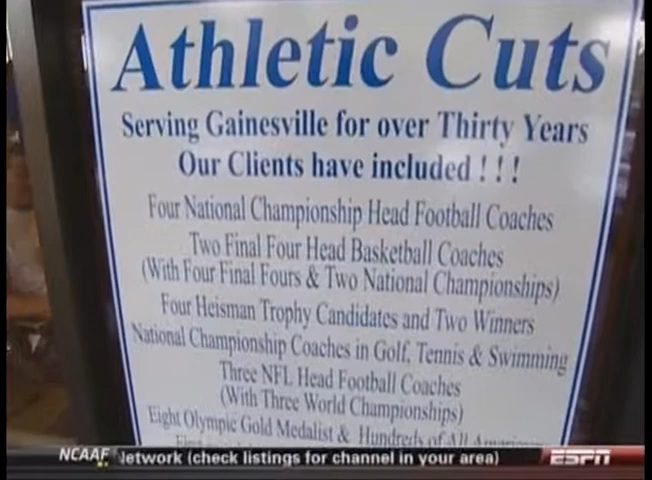 Athletic Cuts
Serving Gainesville for over Thirty Years
Our Clients have included ! ! !
Four National Championship Head Football Coaches
Two Final Four Head Basketball Coaches
(With Four Final Fours & Two National Championships)
Four Heisman Trophy Candidates and Two Winners
National Championship Coaches in Golf, Tennis & Swimming
Three NFL Head Football Coaches
(With Three World Championships)
Eight Olympic Gold Medalist & Hundreds of All
NCAAF etwork (check listings for channel in your area) ESPN